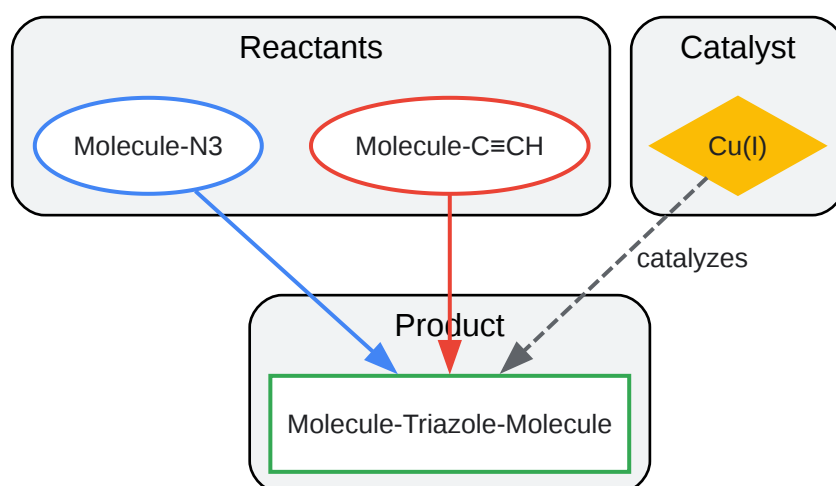 Reactants
Catalyst
Molecule-N3
Molecule-C≡CH
Cu(I)
catalyzes
Product
Molecule-Triazole-Molecule